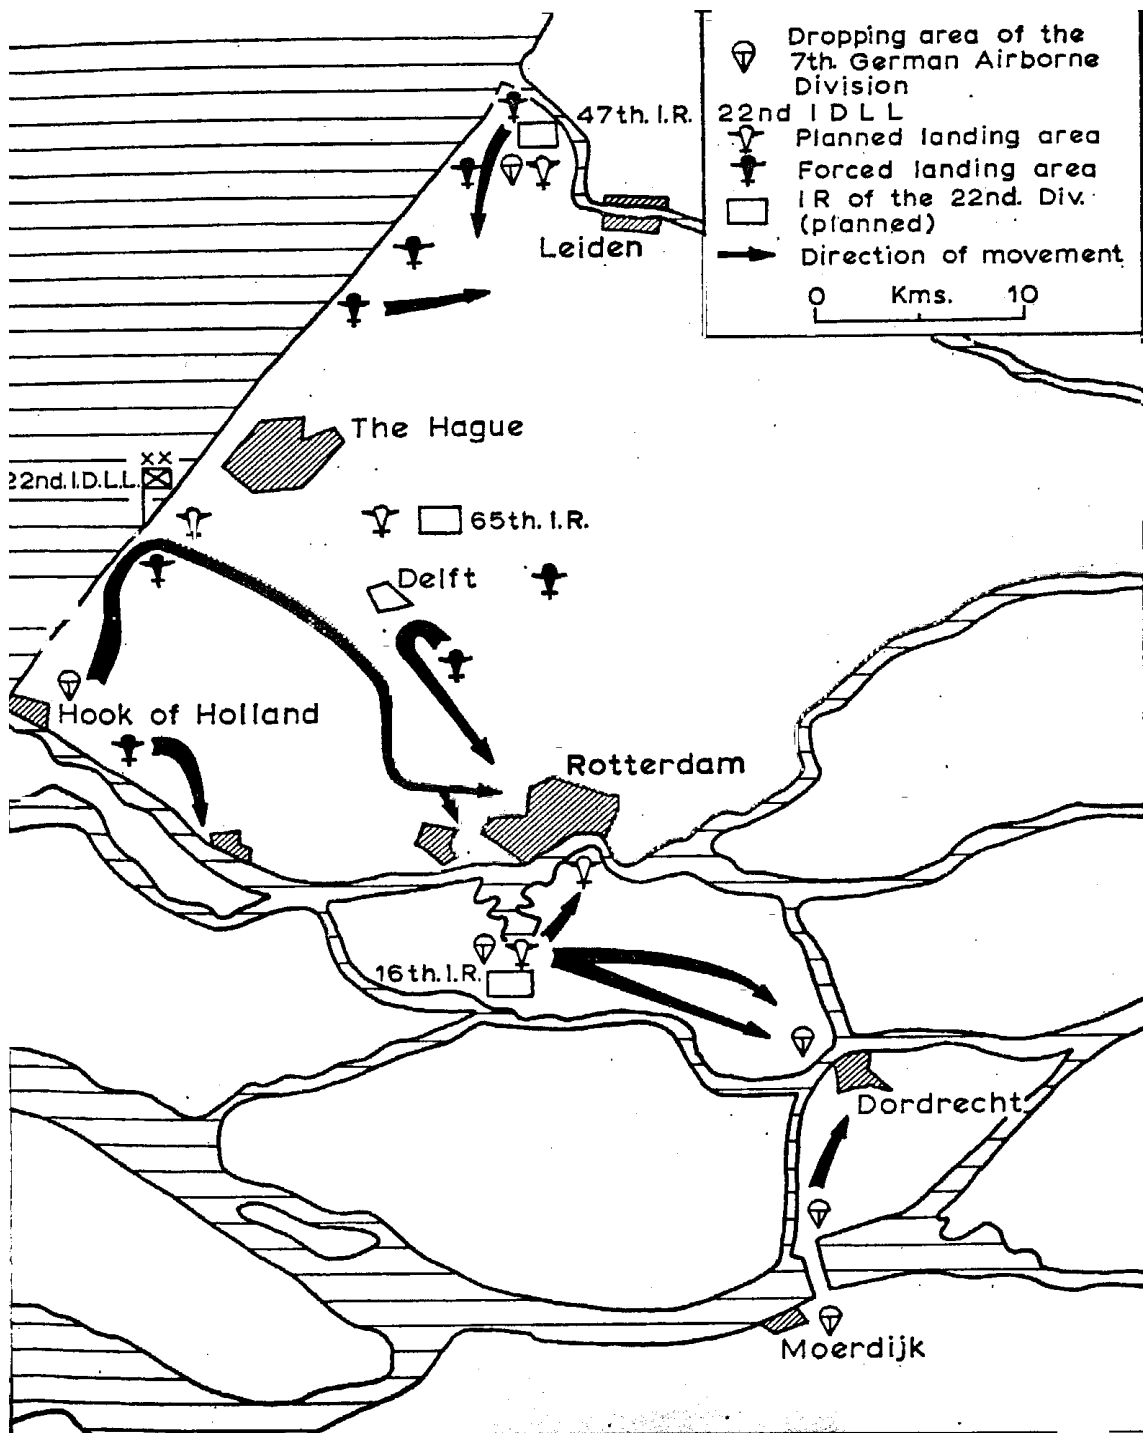 Dropping area of the
7th. German Airborne
Division
22nd I D L L
Planned landing area
Forced landing area
I R of the 22nd. Div.
(planned)
Direction of movement
0 Kms. 10
47th. I.R.
Leiden
The Hague
XX
22nd. I.D.L.L.
65th. I.R.
Delft
Hook of Holland
Rotterdam
16th. I.R.
Dordrecht
Moerdijk